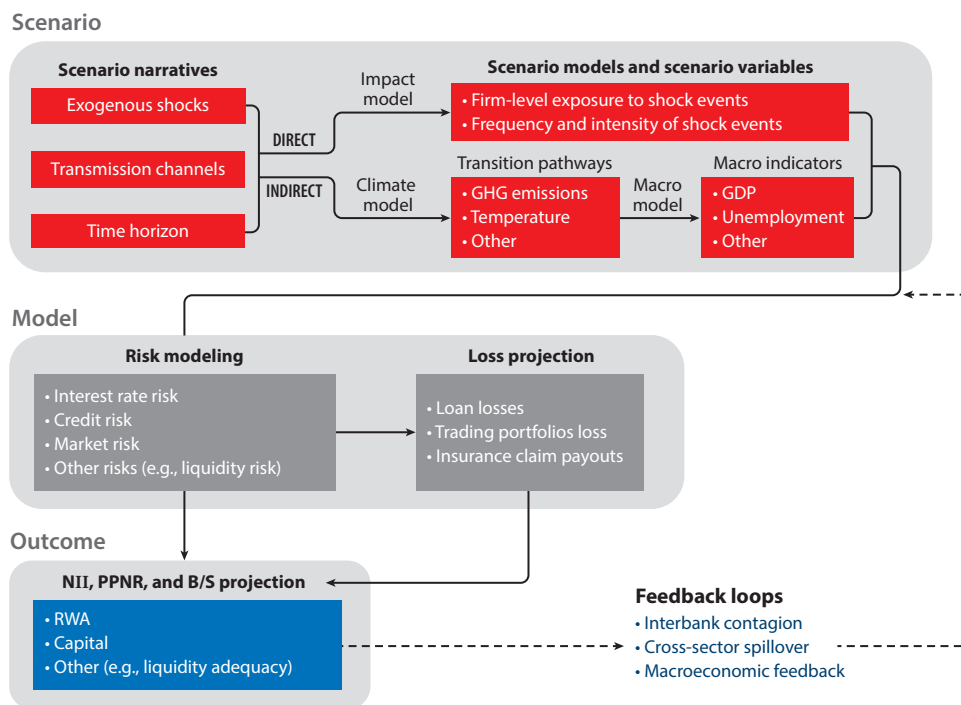 Scenario
Scenario narratives
Exogenous shocks
Transmission channels
Time horizon
DIRECT
INDIRECT
Impact
model
Climate
model
Scenario models and scenario variables
• Firm-level exposure to shock events
• Frequency and intensity of shock events
Transition pathways
• GHG emissions
• Temperature
• Other
Macro
model
Macro indicators
• GDP
• Unemployment
• Other
Model
Risk modeling
• Interest rate risk
• Credit risk
• Market risk
• Other risks (e.g., liquidity risk)
Loss projection
• Loan losses
• Trading portfolios loss
• Insurance claim payouts
Outcome
NII, PPNR, and B/S projection
• RWA
• Capital
• Other (e.g., liquidity adequacy)
Feedback loops
• Interbank contagion
• Cross-sector spillover
• Macroeconomic feedback